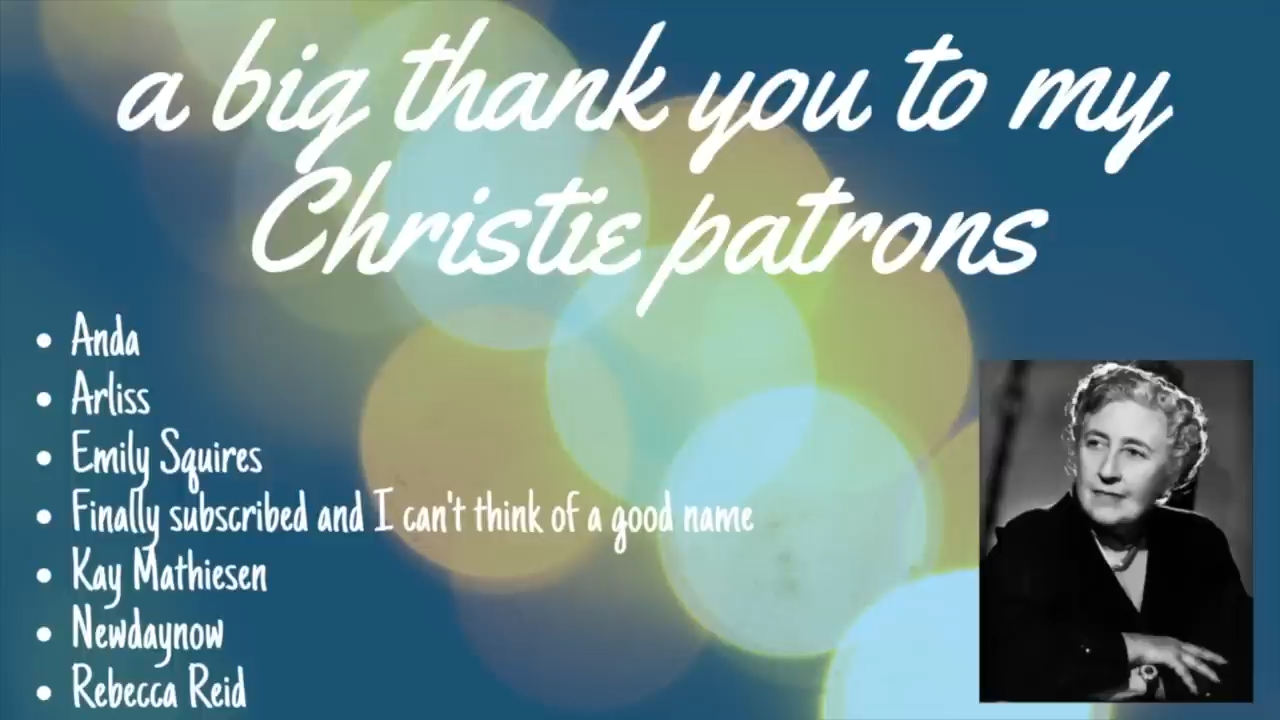 a big thank you to my
Christie patrons
• Anda
• Arliss
• Emily Squires
• Finally subscribed and I can't think of a good name
• Kay Mathiesen
• Newdaynow
• Rebecca Reid